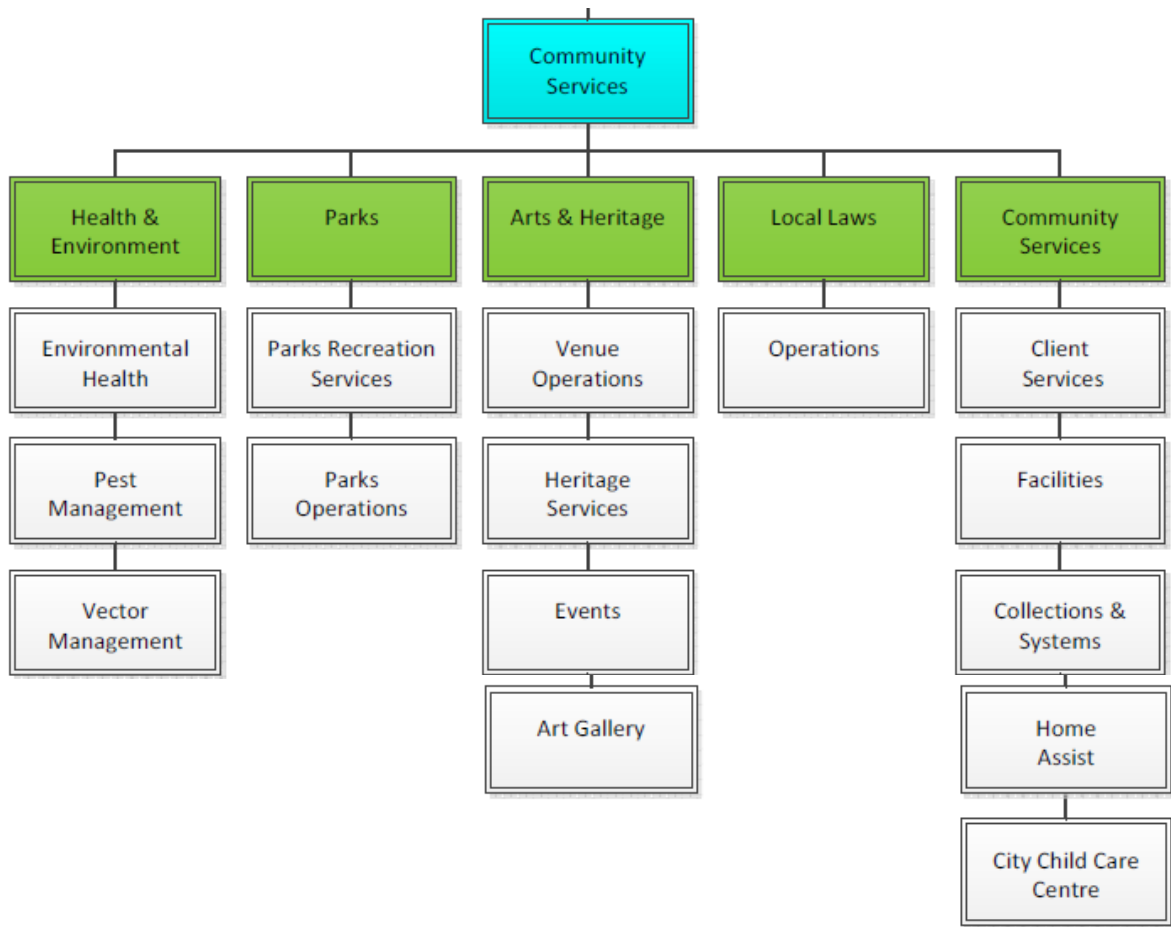 Community
Services
Health &
Environment
Parks
Arts & Heritage
Local Laws
Community
Services
Environmental
Health
Parks Recreation
Services
Venue
Operations
Operations
Client
Services
Pest
Management
Parks
Operations
Heritage
Services
Facilities
Vector
Management
Events
Collections &
Systems
Art Gallery
Home
Assist
City Child Care
Centre